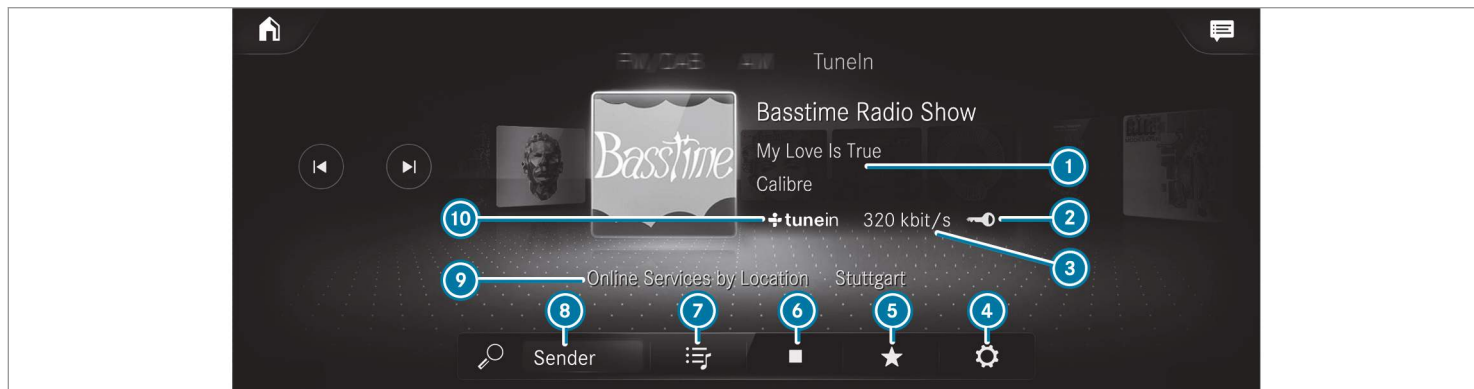 FM/DAB AM TuneIn
Basstime Radio Show
Basstime
My Love Is True
1
Calibre
10
tunein 320 kbit/s
2
3
9
Online Services by Location Stuttgart
8 7 6 5 4
Sender